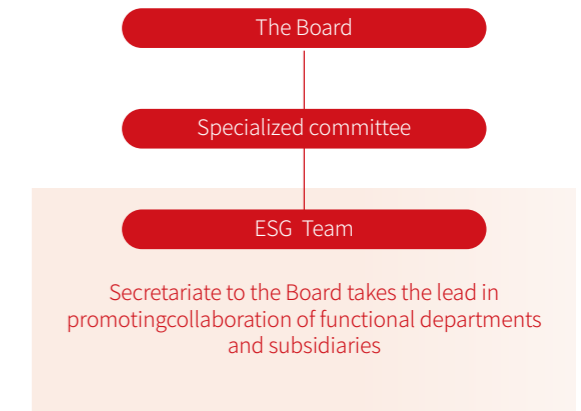 The Board
Specialized committee
ESG Team
Secretariate to the Board takes the lead in
promotingcollaboration of functional departments
and subsidiaries